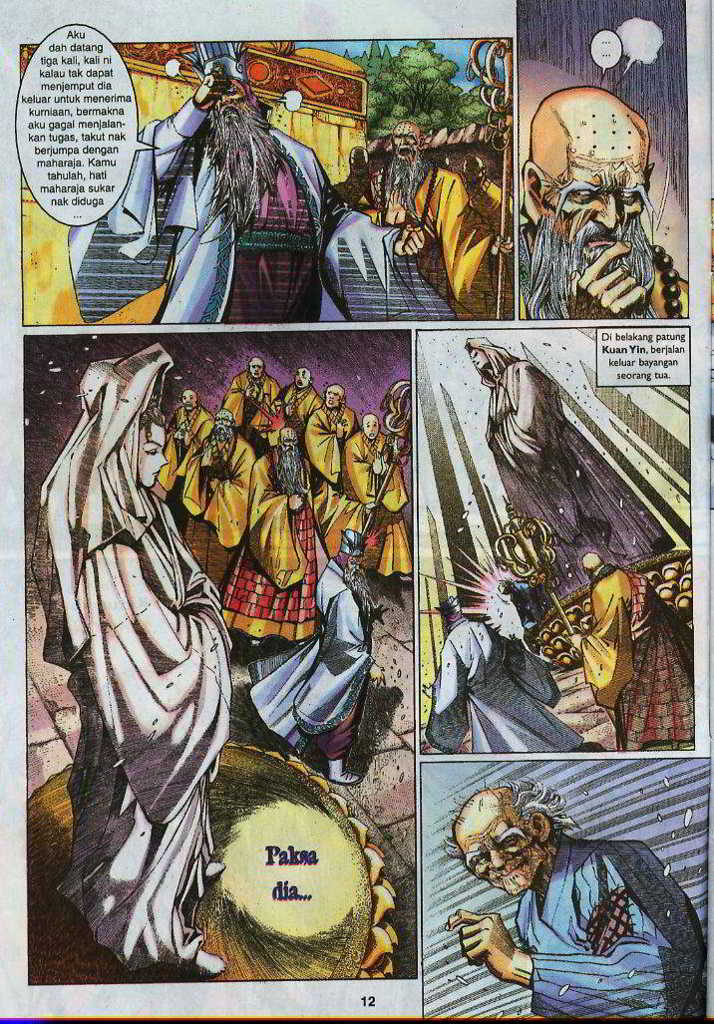 Aku
dah datang
tiga kali, kali ni
kalau tak dapat
menjemput dia
keluar untuk menerima
kurniaan, bermakna
aku gagal menjalan-
kan tugas, takut nak
berjumpa dengan
maharaja. Kamu
tahulah, hati
maharaja sukar
nak diduga
...
...
Di belakang patung
Kuan Yin, berjalan
keluar bayangan
seorang tua.
Paksa
dia...
12